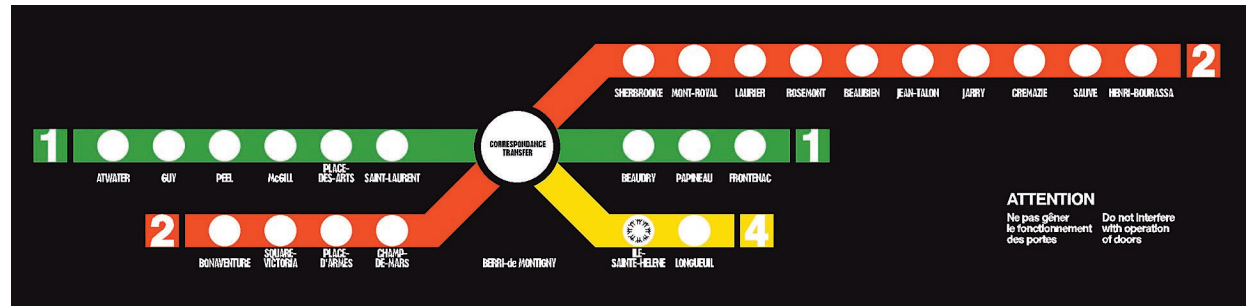 2
SHERBROOKE MONT-ROYAL LAURIER ROSEMONT BEAUBIEN JEAN-TALON JARRY CREMAZIE SAUVE HENRI-BOURASSA
1
CORRESPONDANCE
TRANSFER
1
ATWATER GUY PEEL McGILL PLACE-
DES-ARTS SAINT-LAURENT
BEAUDRY PAPINEAU FRONTENAC
2
4
BONAVENTURE SQUARE-
VICTORIA PLACE
D'ARMES CHAMP-
DE-MARS
BERRI-de MONTIGNY
ILE-
SAINTE-HELENE LONGUEUIL
ATTENTION
Ne pas gêner
le fonctionnement
des portes
Do not interfere
with operation
of doors